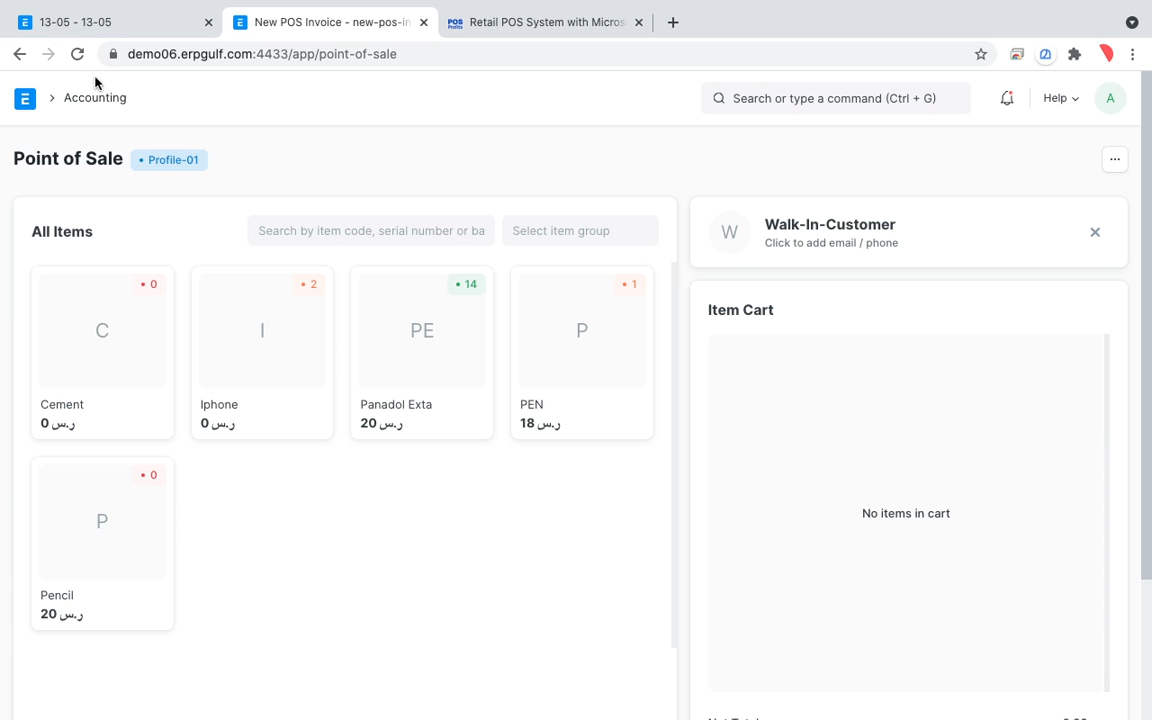 13-05 - 13-05
New POS Invoice - new-pos-in
POS
Retail POS System with Micros
demo06.erpgulf.com:4433/app/point-of-sale
E
Accounting
Search or type a command (Ctrl + G)
Help
A
Point of Sale
• Profile-01
...
All Items
Search by item code, serial number or ba
Select item group
• 0
C
Cement
ر.س 0
• 2
I
Iphone
ر.س 0
• 14
PE
Panadol Exta
ر.س 20
• 1
P
PEN
ر.س 18
• 0
P
Pencil
ر.س 20
W
Walk-In-Customer
Click to add email / phone
Item Cart
No items in cart